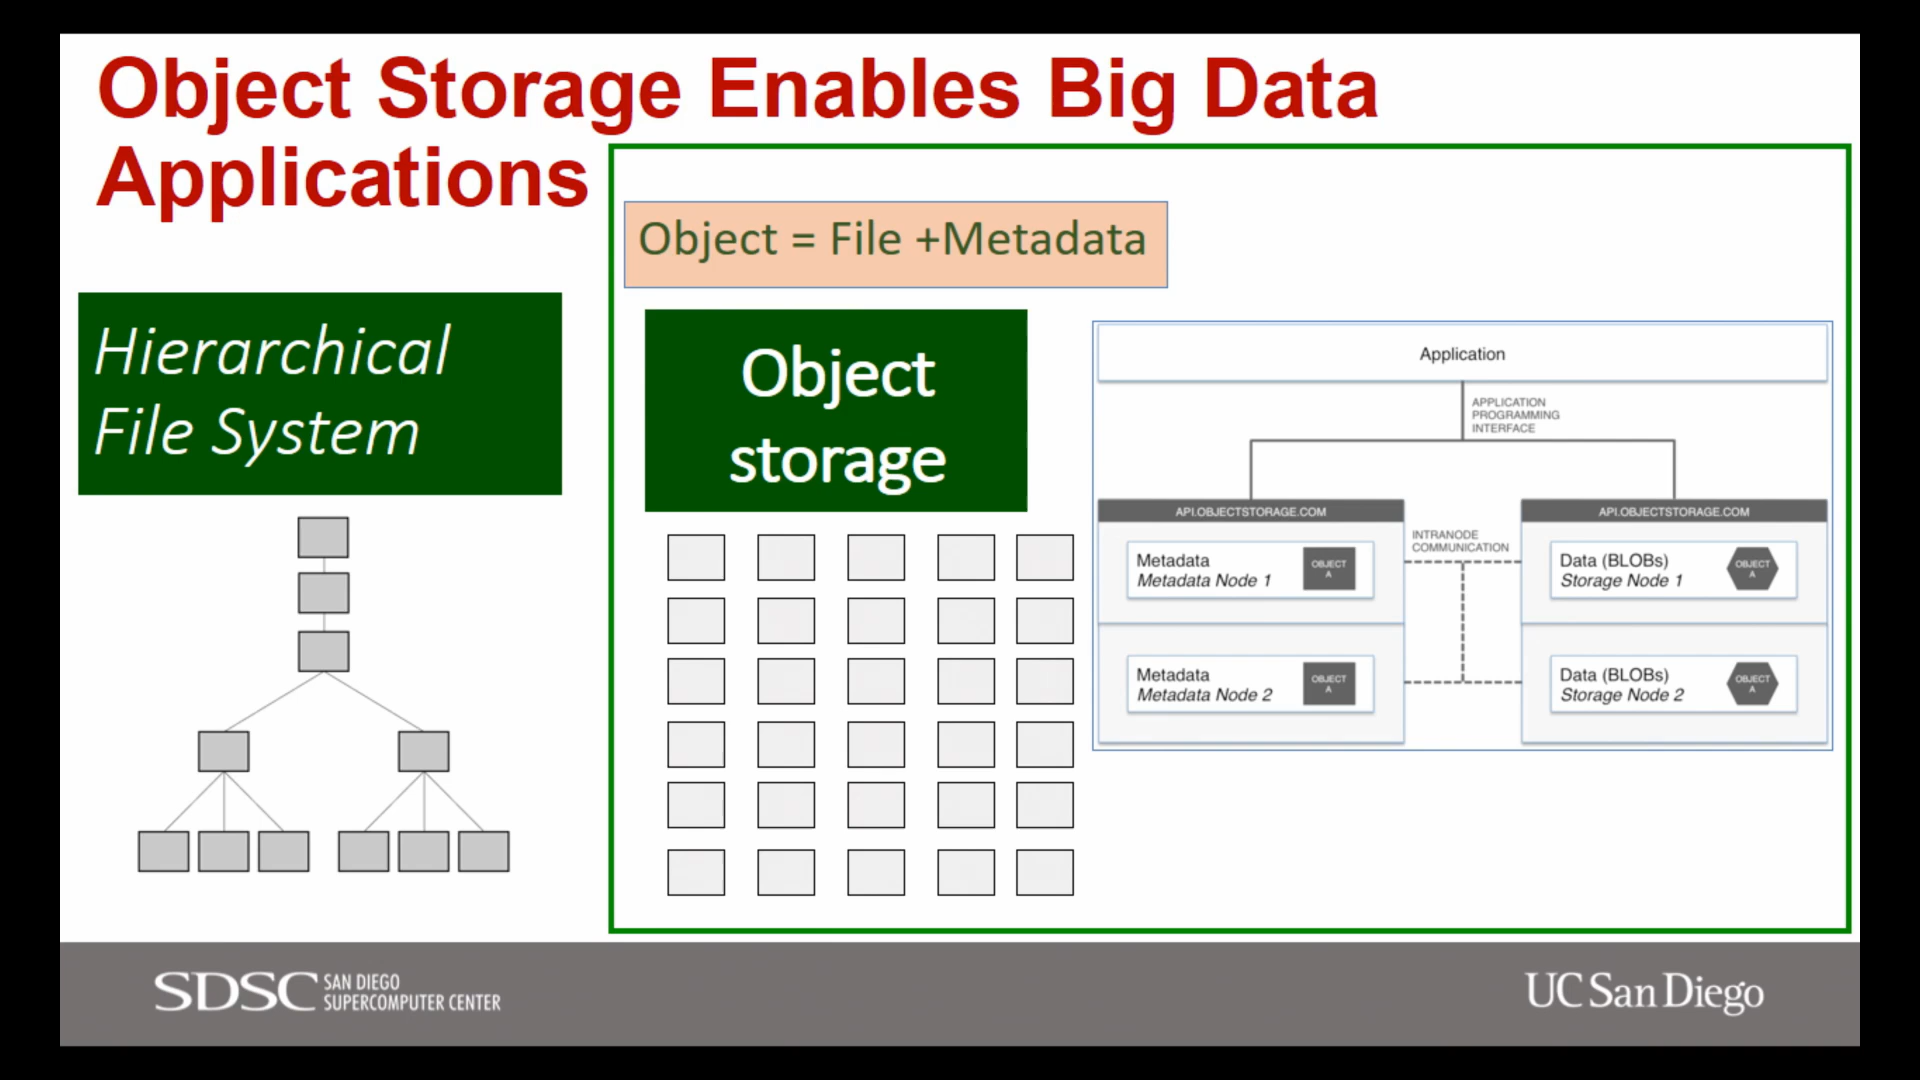 Object Storage Enables Big Data
Applications
Object = File +Metadata
Hierarchical
File System
Object
storage
Application
APPLICATION
PROGRAMMING
INTERFACE
API.OBJECTSTORAGE.COM
API.OBJECTSTORAGE.COM
Metadata
Metadata Node 1
OBJECT
A
INTRANODE
COMMUNICATION
Data (BLOBs)
Storage Node 1
OBJECT
A
Metadata
Metadata Node 2
OBJECT
A
Data (BLOBs)
Storage Node 2
OBJECT
A
SDSC
SAN DIEGO
SUPERCOMPUTER CENTER
UC San Diego